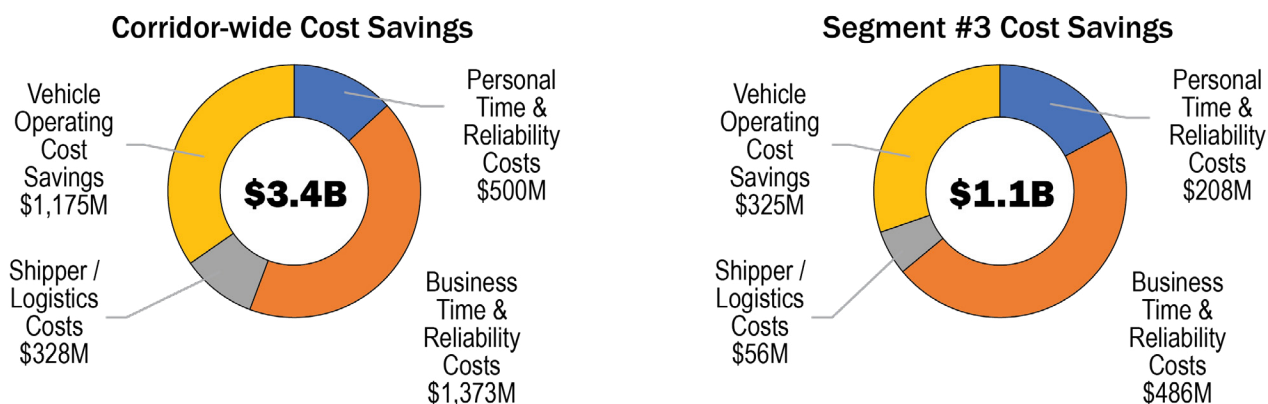 Corridor-wide Cost Savings
Vehicle
Operating
Cost
Savings
$1,175M
Personal
Time &
Reliability
Costs
$500M
$3.4B
Shipper /
Logistics
Costs
$328M
Business
Time &
Reliability
Costs
$1,373M
Segment #3 Cost Savings
Vehicle
Operating
Cost
Savings
$325M
Personal
Time &
Reliability
Costs
$208M
$1.1B
Shipper /
Logistics
Costs
$56M
Business
Time &
Reliability
Costs
$486M